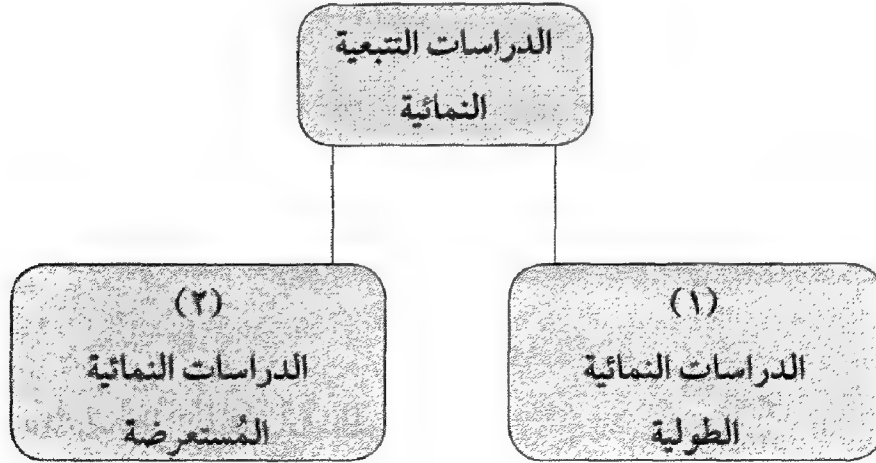 الدراسات التتبعية
النمائية
(١)
الدراسات النمائية
الطولية
(٢)
الدراسات النمائية
المُستعرضة